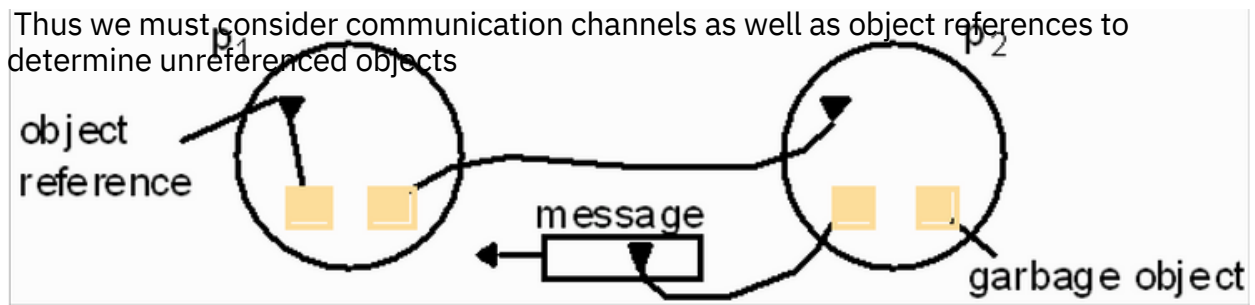 Thus we must consider communication channels as well as object references to
determine unreferenced objects
p1
p2
object
reference
message
garbage object